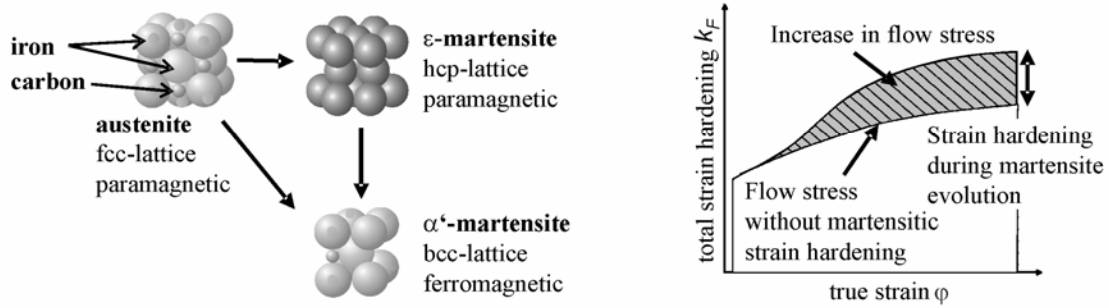 iron
carbon
austenite
fcc-lattice
paramagnetic
ε-martensite
hcp-lattice
paramagnetic
α‘-martensite
bcc-lattice
ferromagnetic
total strain hardening k_F
Increase in flow stress
Strain hardening
during martensite
evolution
Flow stress
without martensitic
strain hardening
true strain φ